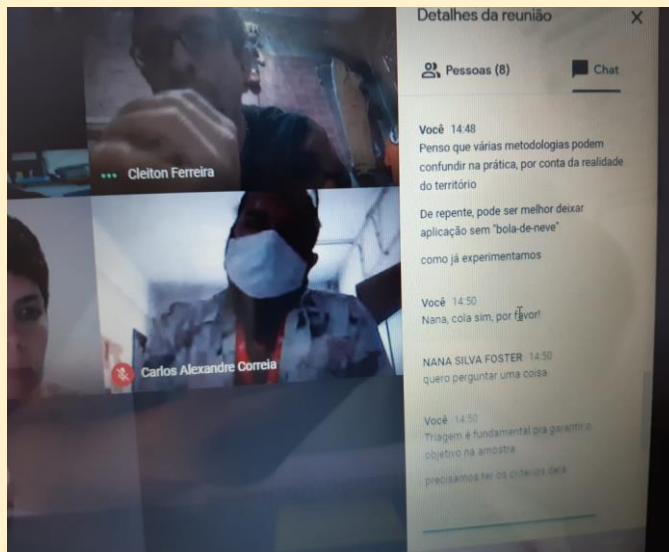 Detalhes da reunião
Pessoas (8)
Chat
Cleiton Ferreira
Carlos Alexandre Correia
Você 14:48
Penso que várias metodologias podem
confundir na prática, por conta da realidade
do território
De repente, pode ser melhor deixar
aplicação sem "bola-de-neve"
como já experimentamos
Você 14:50
Nana, cola sim, por favor!
NANA SILVA FOSTER 14:50
quero perguntar uma coisa
Você 14:50
Triagem é fundamental pra garantir o
objetivo na amostra
precisamos ter os critérios dela